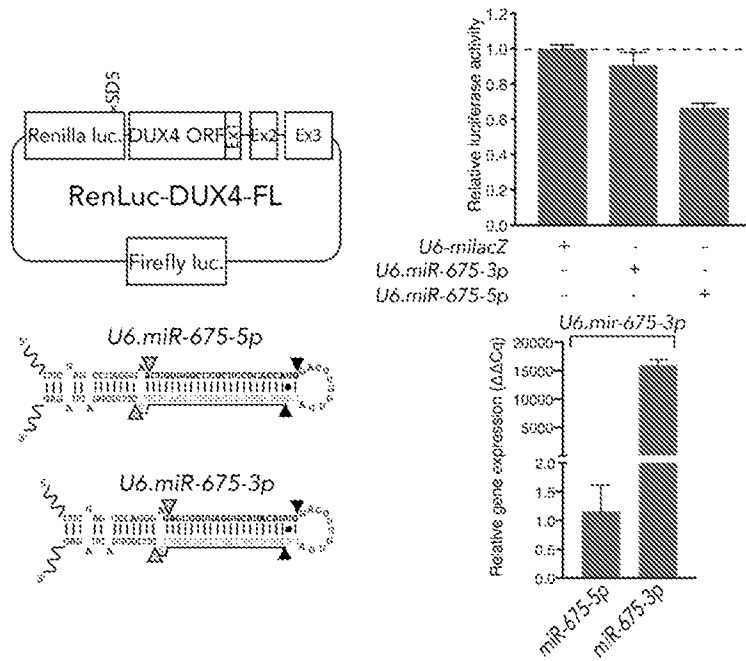 SD5
Renilla luc.
DUX4 ORF
Ex1
Ex2
Ex3
RenLuc-DUX4-FL
Firefly luc.
Relative luciferase activity
1.2
1.0
0.8
0.6
0.4
0.2
0.0
U6-milacZ + - -
U6.miR-675-3p - + -
U6.miR-675-5p - - +
U6.miR-675-5p
U6.miR-675-3p
U6.mir-675-3p
Relative gene expression (ΔΔCq)
20000
15000
10000
5000
2.0
1.5
1.0
0.5
0.0
miR-675-5p
miR-675-3p